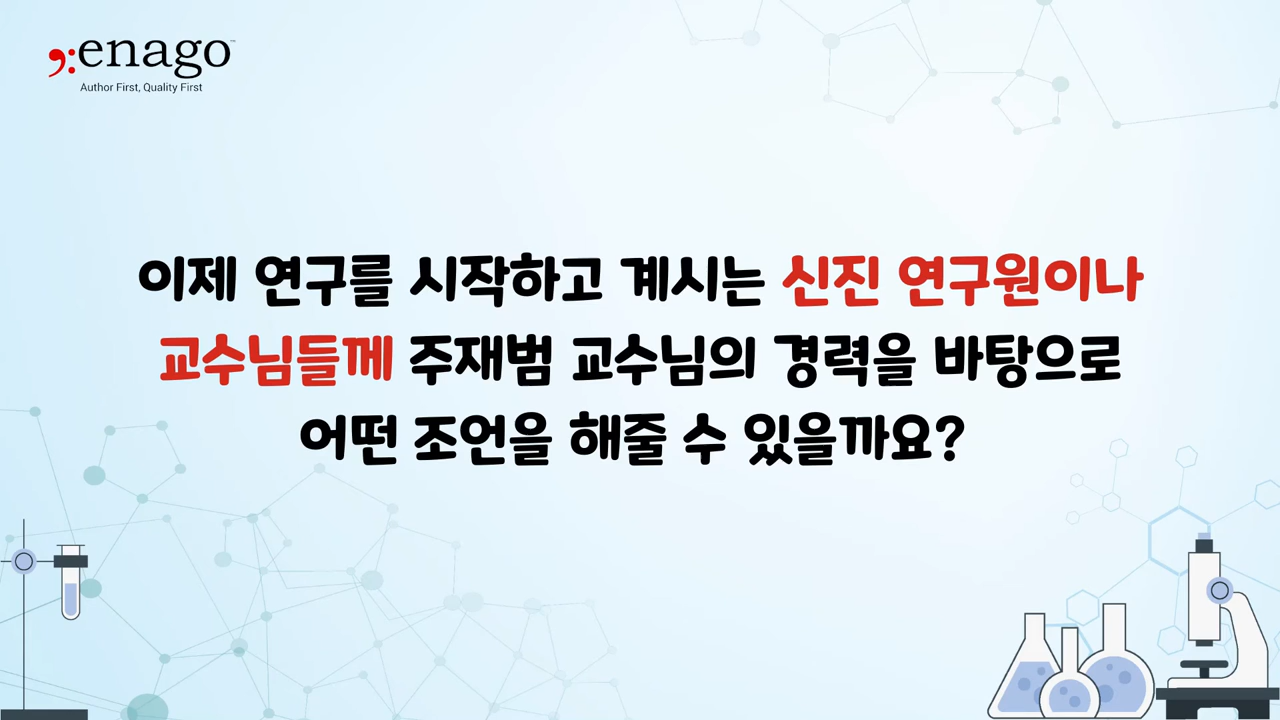 enago™
Author First, Quality First
이제 연구를 시작하고 계시는 신진 연구원이나
교수님들께 주재범 교수님의 경력을 바탕으로
어떤 조언을 해줄 수 있을까요?